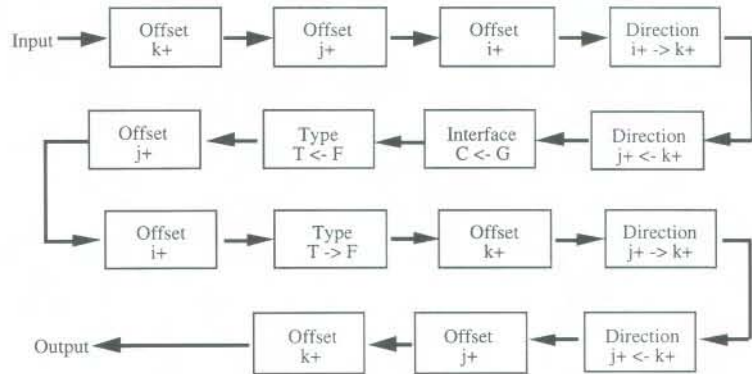 Input
Offset
k+
Offset
j+
Offset
i+
Direction
i+ -> k+
Direction
j+ <- k+
Interface
C <- G
Type
T <- F
Offset
j+
Offset
i+
Type
T -> F
Offset
k+
Direction
j+ -> k+
Direction
j+ <- k+
Offset
j+
Offset
k+
Output